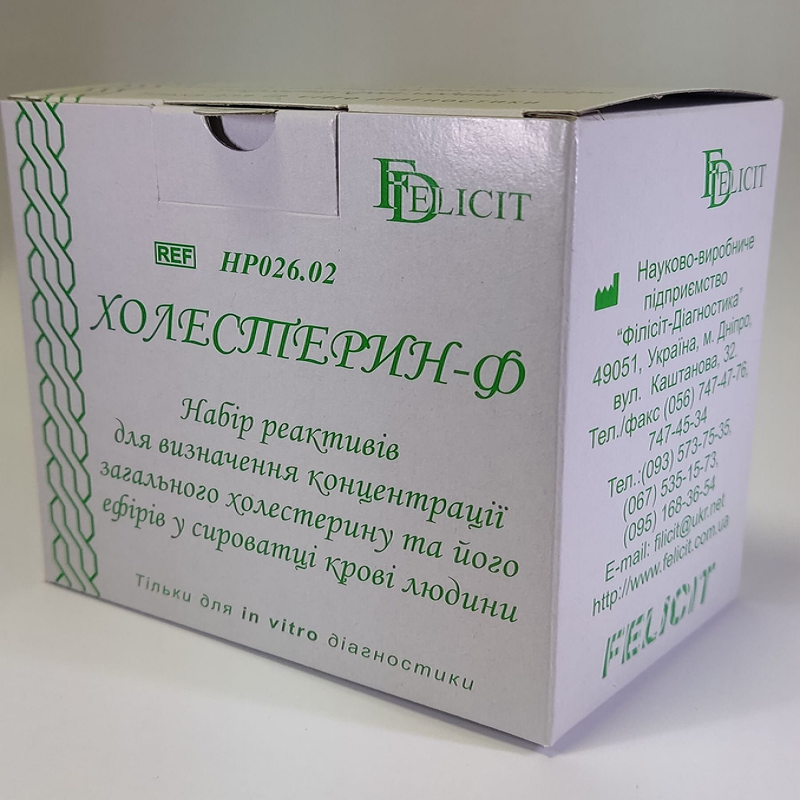 FELICIT
REF HP026.02
ХОЛЕСТЕРИН-Ф
Набір реактивів
для визначення концентрації
загального холестерину та його
ефірів у сироватці крові людини
Тільки для in vitro діагностики
FELICIT
Науково-виробниче
підприємство
"Філісіт-Діагностика"
49051, Україна, м. Дніпро,
вул. Каштанова, 32.
Тел./факс (056) 747-47-76,
747-45-34
Тел.:(093) 573-75-35,
(067) 535-15-73,
(095) 168-36-54
E-mail: filicit@ukr.net
http://www.felicit.com.ua
FELICIT